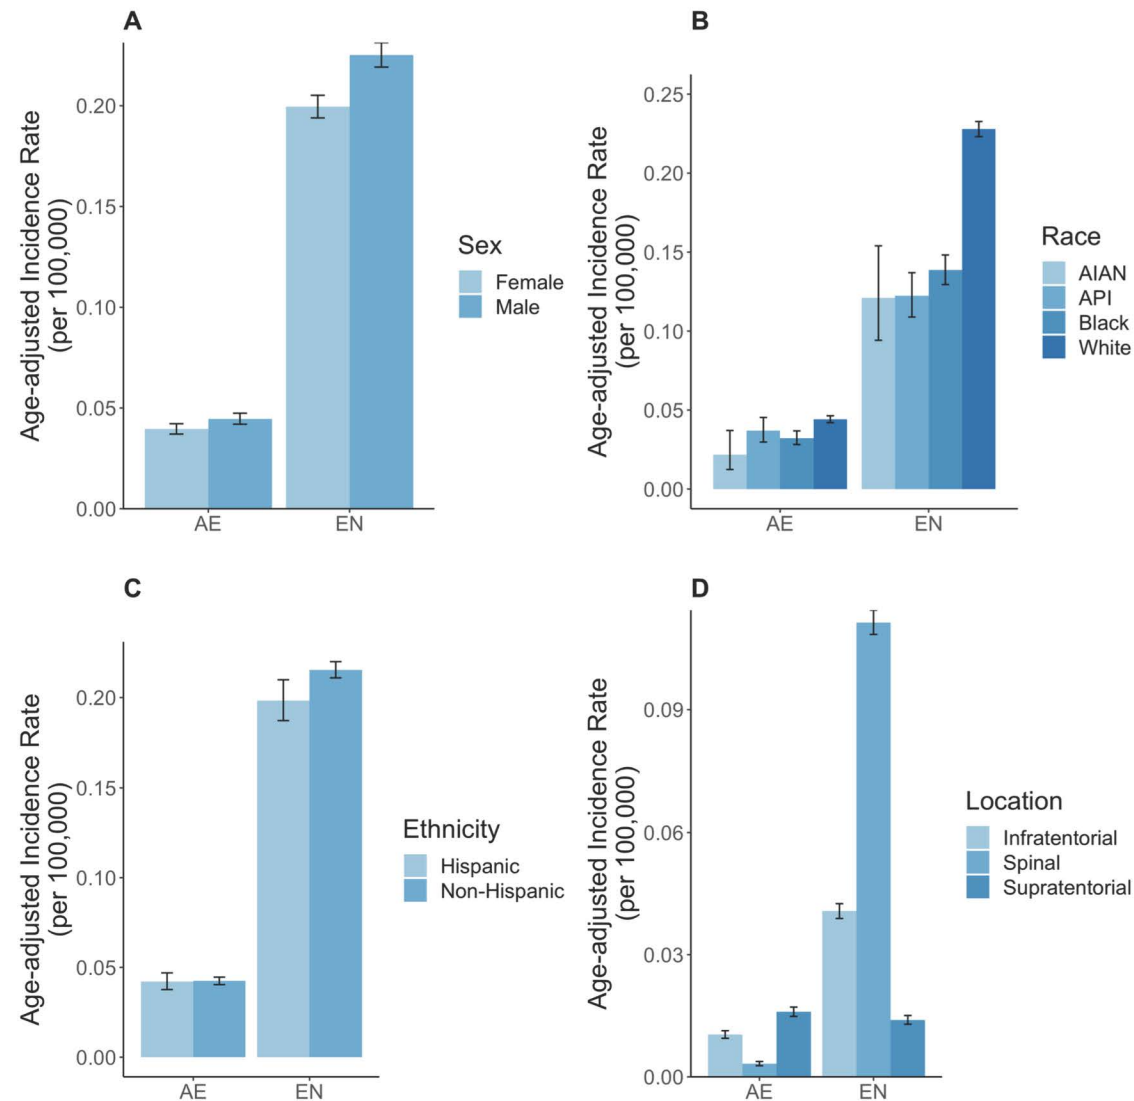 A
Age-adjusted Incidence Rate
(per 100,000)
0.20
0.15
0.10
0.05
0.00
AE
EN
Sex
Female
Male
B
Age-adjusted Incidence Rate
(per 100,000)
0.25
0.20
0.15
0.10
0.05
0.00
AE
EN
Race
AIAN
API
Black
White
C
Age-adjusted Incidence Rate
(per 100,000)
0.20
0.15
0.10
0.05
0.00
AE
EN
Ethnicity
Hispanic
Non-Hispanic
D
Age-adjusted Incidence Rate
(per 100,000)
0.09
0.06
0.03
0.00
AE
EN
Location
Infratentorial
Spinal
Supratentorial